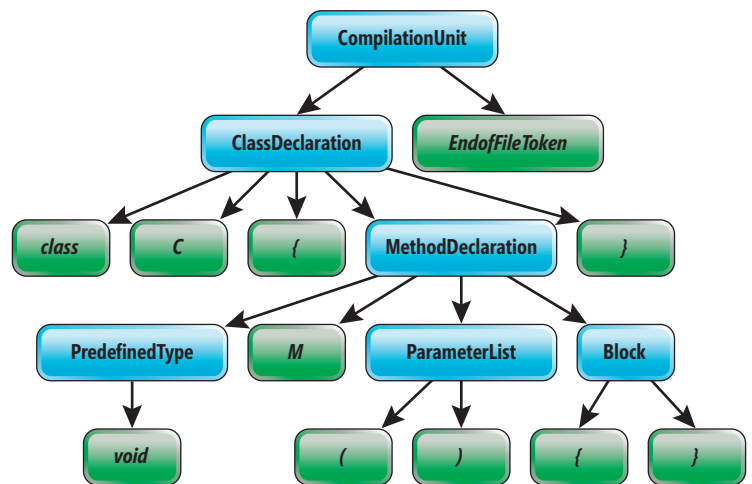 CompilationUnit
ClassDeclaration
EndofFileToken
class
C
{
MethodDeclaration
}
PredefinedType
M
ParameterList
Block
void
(
)
{
}